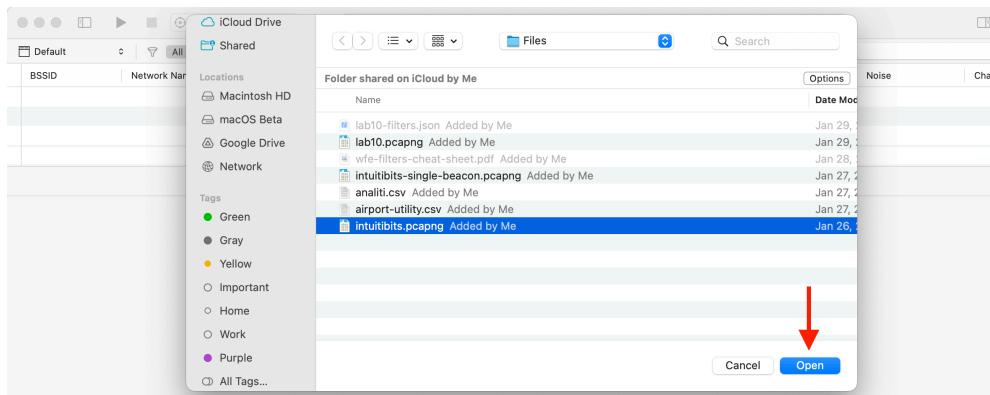 iCloud Drive
Shared
Files
Search
Default
All
BSSID
Network Nar
Noise
Cha
Locations
Macintosh HD
macOS Beta
Google Drive
Network
Tags
Green
Gray
Yellow
Important
Home
Work
Purple
All Tags...
Folder shared on iCloud by Me
Options
Name
Date Mod
lab10-filters.json Added by Me
Jan 29,
lab10.pcapng Added by Me
Jan 29,
wfe-filters-cheat-sheet.pdf Added by Me
Jan 28,
intuitibits-single-beacon.pcapng Added by Me
Jan 27,
analiti.csv Added by Me
Jan 27,
airport-utility.csv Added by Me
Jan 27,
intuitibits.pcapng Added by Me
Jan 26,
Cancel
Open